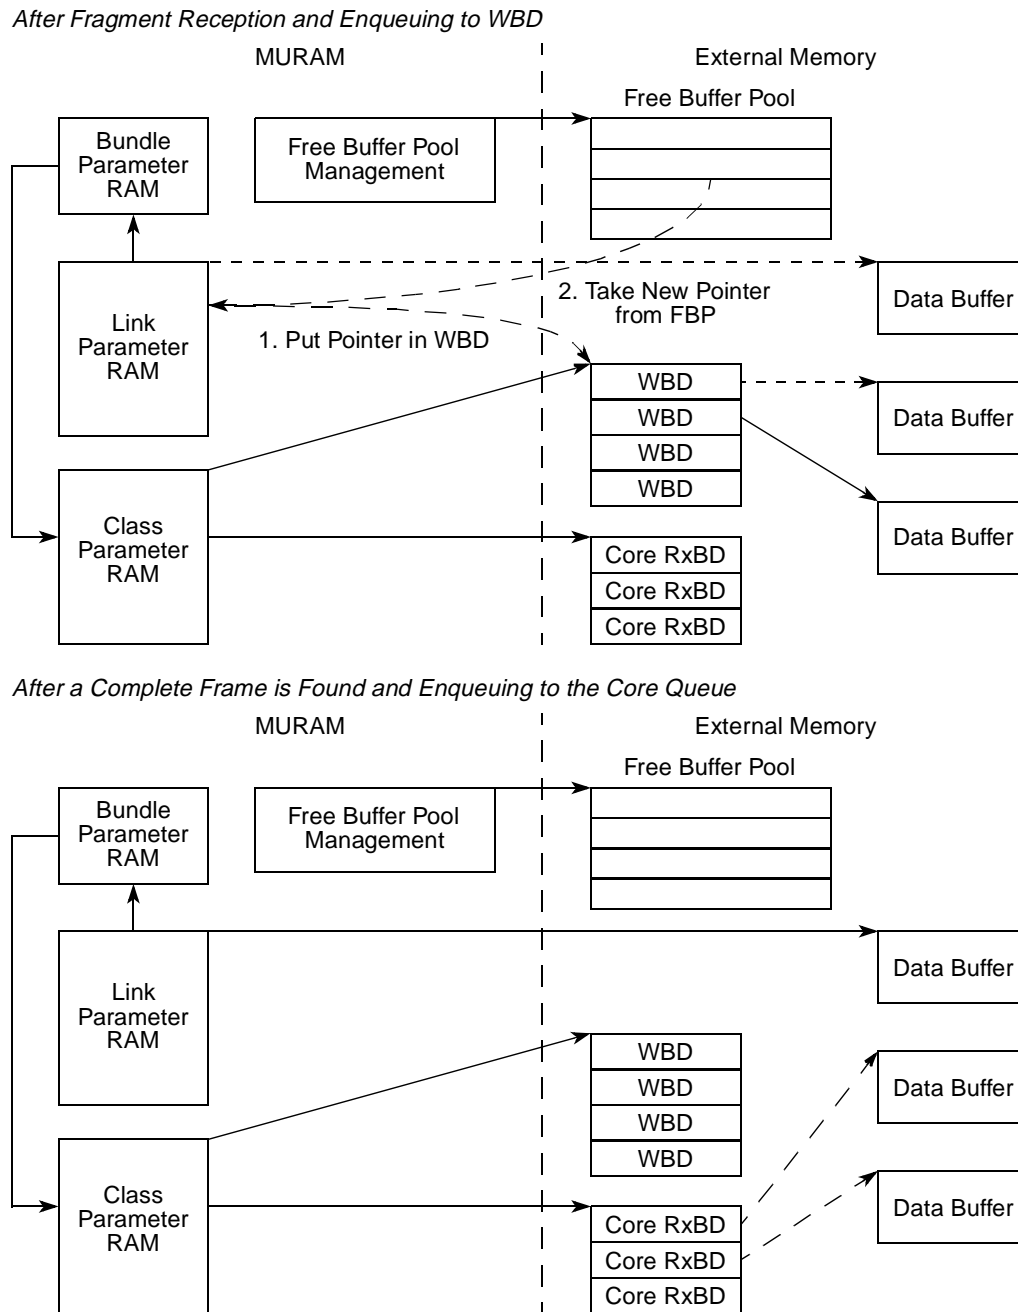 After Fragment Reception and Enqueuing to WBD
MURAM
External Memory
Free Buffer Pool
Bundle
Parameter
RAM
Free Buffer Pool
Management
Link
Parameter
RAM
2. Take New Pointer
from FBP
Data Buffer
1. Put Pointer in WBD
WBD
WBD
WBD
WBD
Data Buffer
Class
Parameter
RAM
Data Buffer
Core RxBD
Core RxBD
Core RxBD
After a Complete Frame is Found and Enqueuing to the Core Queue
MURAM
External Memory
Free Buffer Pool
Bundle
Parameter
RAM
Free Buffer Pool
Management
Link
Parameter
RAM
Data Buffer
WBD
WBD
WBD
WBD
Data Buffer
Class
Parameter
RAM
Data Buffer
Core RxBD
Core RxBD
Core RxBD